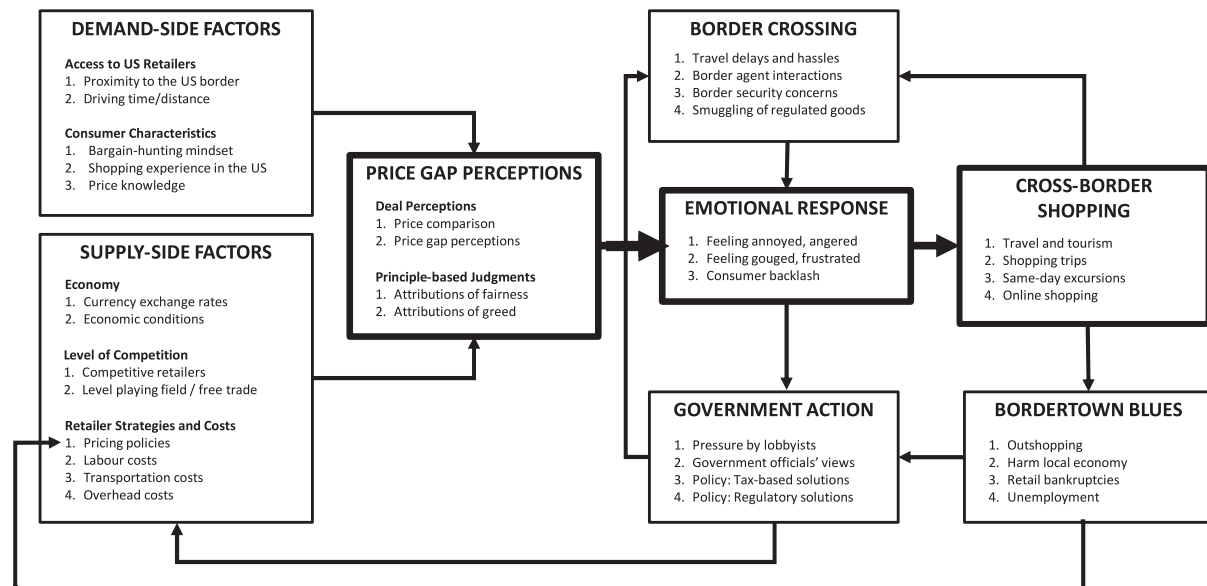 DEMAND-SIDE FACTORS
Access to US Retailers
1. Proximity to the US border
2. Driving time/distance
Consumer Characteristics
1. Bargain-hunting mindset
2. Shopping experience in the US
3. Price knowledge
SUPPLY-SIDE FACTORS
Economy
1. Currency exchange rates
2. Economic conditions
Level of Competition
1. Competitive retailers
2. Level playing field / free trade
Retailer Strategies and Costs
1. Pricing policies
2. Labour costs
3. Transportation costs
4. Overhead costs
PRICE GAP PERCEPTIONS
Deal Perceptions
1. Price comparison
2. Price gap perceptions
Principle-based Judgments
1. Attributions of fairness
2. Attributions of greed
BORDER CROSSING
1. Travel delays and hassles
2. Border agent interactions
3. Border security concerns
4. Smuggling of regulated goods
EMOTIONAL RESPONSE
1. Feeling annoyed, angered
2. Feeling gouged, frustrated
3. Consumer backlash
GOVERNMENT ACTION
1. Pressure by lobbyists
2. Government officials' views
3. Policy: Tax-based solutions
4. Policy: Regulatory solutions
CROSS-BORDER
SHOPPING
1. Travel and tourism
2. Shopping trips
3. Same-day excursions
4. Online shopping
BORDERTOWN BLUES
1. Outshopping
2. Harm local economy
3. Retail bankruptcies
4. Unemployment